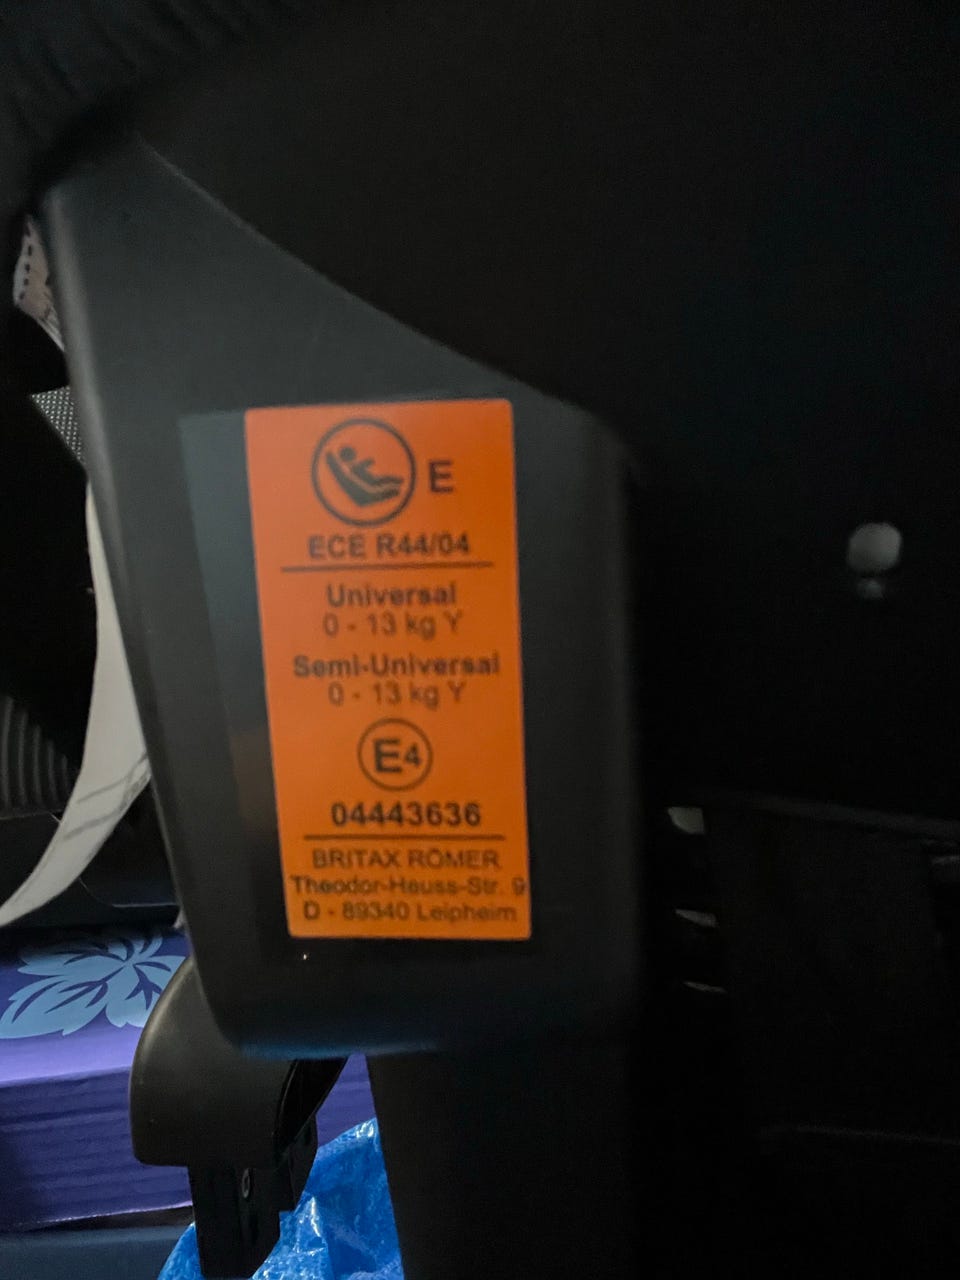 E
ECE R44/04
Universal
0 - 13 kg Y
Semi-Universal
0 - 13 kg Y
E4
04443636
BRITAX RÖMER
Theodor-Heuss-Str. 9
D - 89340 Leipheim